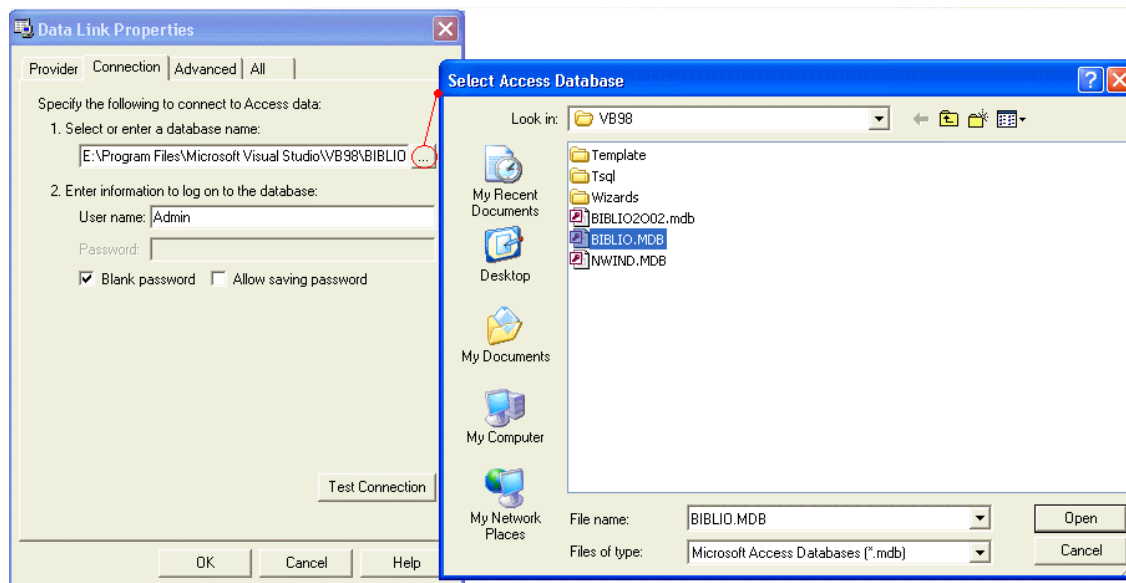 Data Link Properties
Provider Connection Advanced All
Specify the following to connect to Access data:
1. Select or enter a database name:
E:\Program Files\Microsoft Visual Studio\VB98\BIBLIO ...
2. Enter information to log on to the database:
User name: Admin
Password:
Blank password Allow saving password
Test Connection
OK Cancel Help
Select Access Database
Look in: VB98
My Recent
Documents
Desktop
My Documents
My Computer
My Network
Places
Template
Tsql
Wizards
BIBLIO2002.mdb
BIBLIO.MDB
NWIND.MDB
File name: BIBLIO.MDB Open
Files of type: Microsoft Access Databases (*.mdb) Cancel